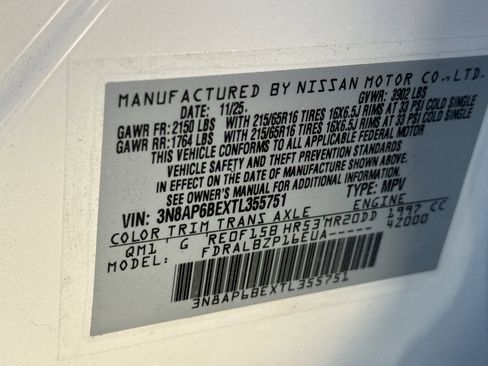 MANUFACTURED BY NISSAN MOTOR CO., LTD.
DATE: 11/25. GVWR: 3902 LBS
GAWR FR: 2150 LBS WITH 215/65R16 TIRES 16X6.5J RIMS AT 33 PSI COLD SINGLE
GAWR RR: 1764 LBS WITH 215/65R16 TIRES 16X6.5J RIMS AT 33 PSI COLD SINGLE
THIS VEHICLE CONFORMS TO ALL APPLICABLE FEDERAL MOTOR
VEHICLE SAFETY AND THEFT PREVENTION STANDARDS
IN EFFECT ON THE DATE OF MANUFACTURE SHOWN ABOVE.
SEE OWNER'S MANUAL FOR ADDITIONAL INFORMATION
VIN: 3N8AP6BEXTL355751 TYPE: MPV
COLOR TRIM TRANS AXLE ENGINE
QM1 G RE0F15B HR53 MR20DD 1997 CC
FDRALBZP16EUA----- 42000
3N8AP6BEXTL355751